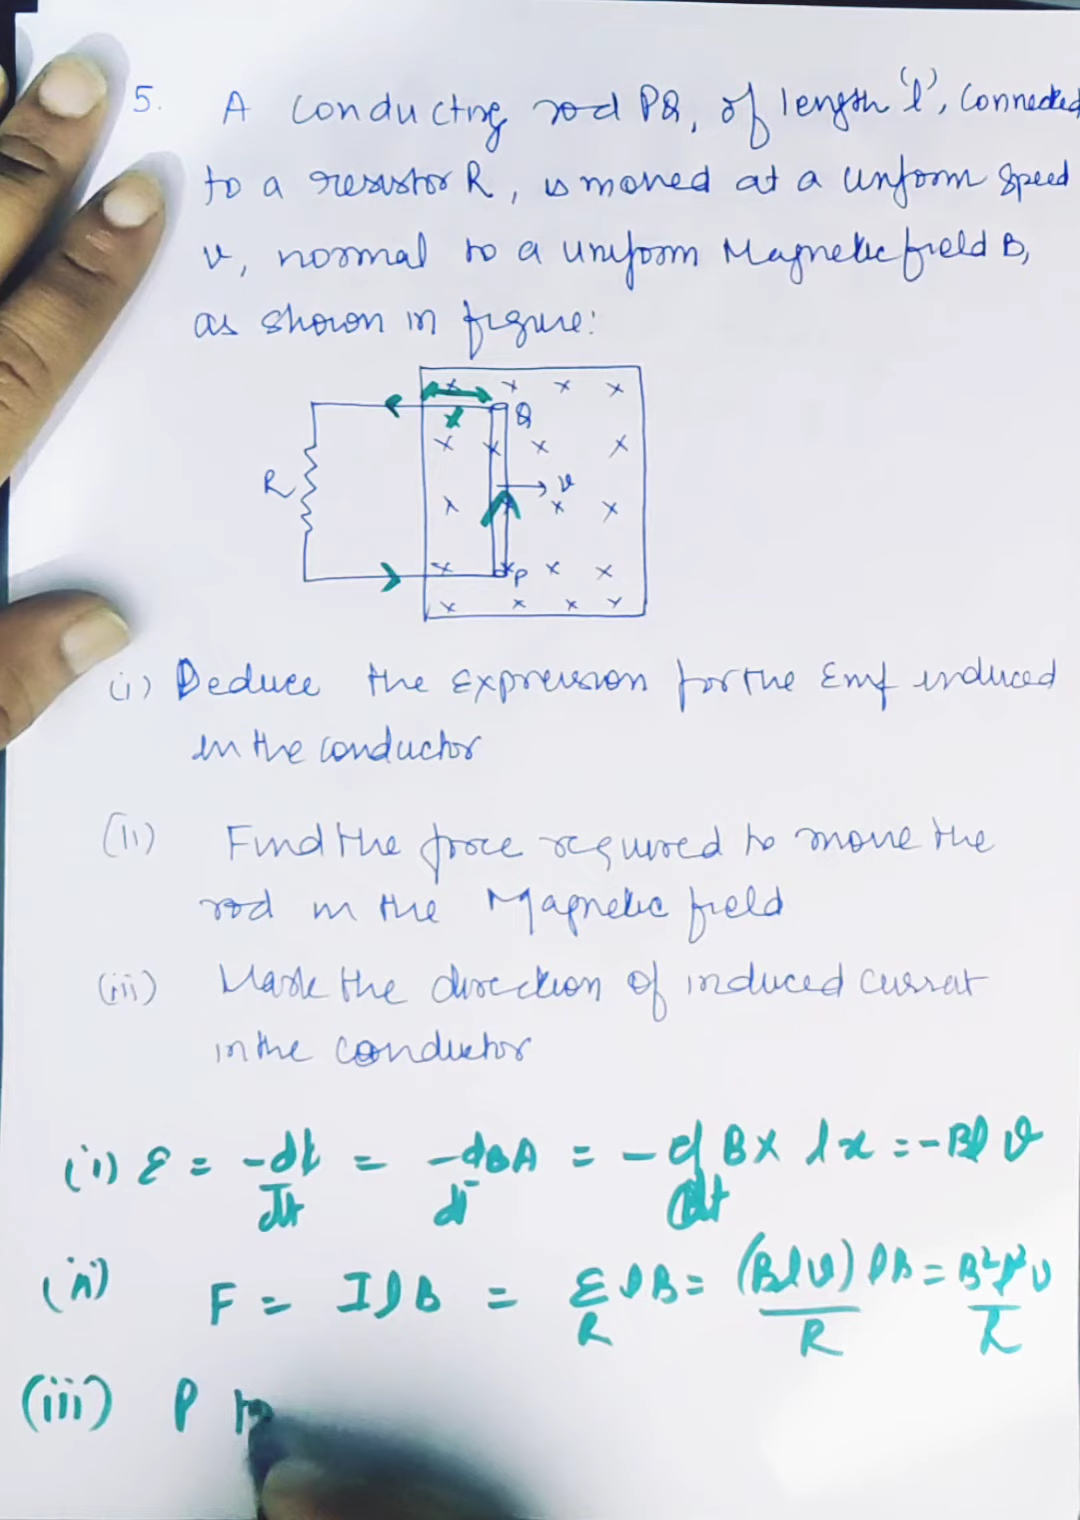 5. A Conducting rod PQ, of length 'l', Connected
to a resistor R, is moved at a uniform speed
v, normal to a uniform Magnetic field B,
as shown in figure:
x x x x
x Q
x x x x
R v
x x x x
x x P x x
x x x x
(i) Deduce the Expression for the Emf induced
in the conductor
(ii) Find the force required to move the
rod in the Magnetic field
(iii) Mark the direction of induced current
in the conductor
(i) ε = -dϕ/dt = -dBA/dt = -d/dt B x lx = -Blv
(ii) F = IlB = ε/R lB = (Blv) lB/R = B²l²v/R
(iii) P to